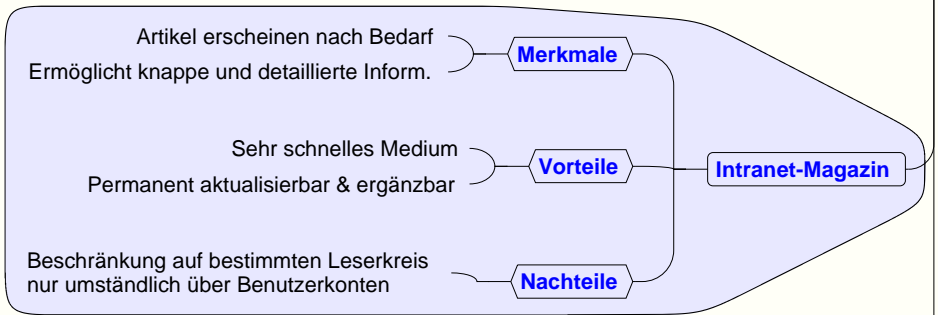 Artikel erscheinen nach Bedarf
Ermöglicht knappe und detaillierte Inform.
Merkmale
Sehr schnelles Medium
Permanent aktualisierbar & ergänzbar
Vorteile
Intranet-Magazin
Beschränkung auf bestimmten Leserkreis
nur umständlich über Benutzerkonten
Nachteile